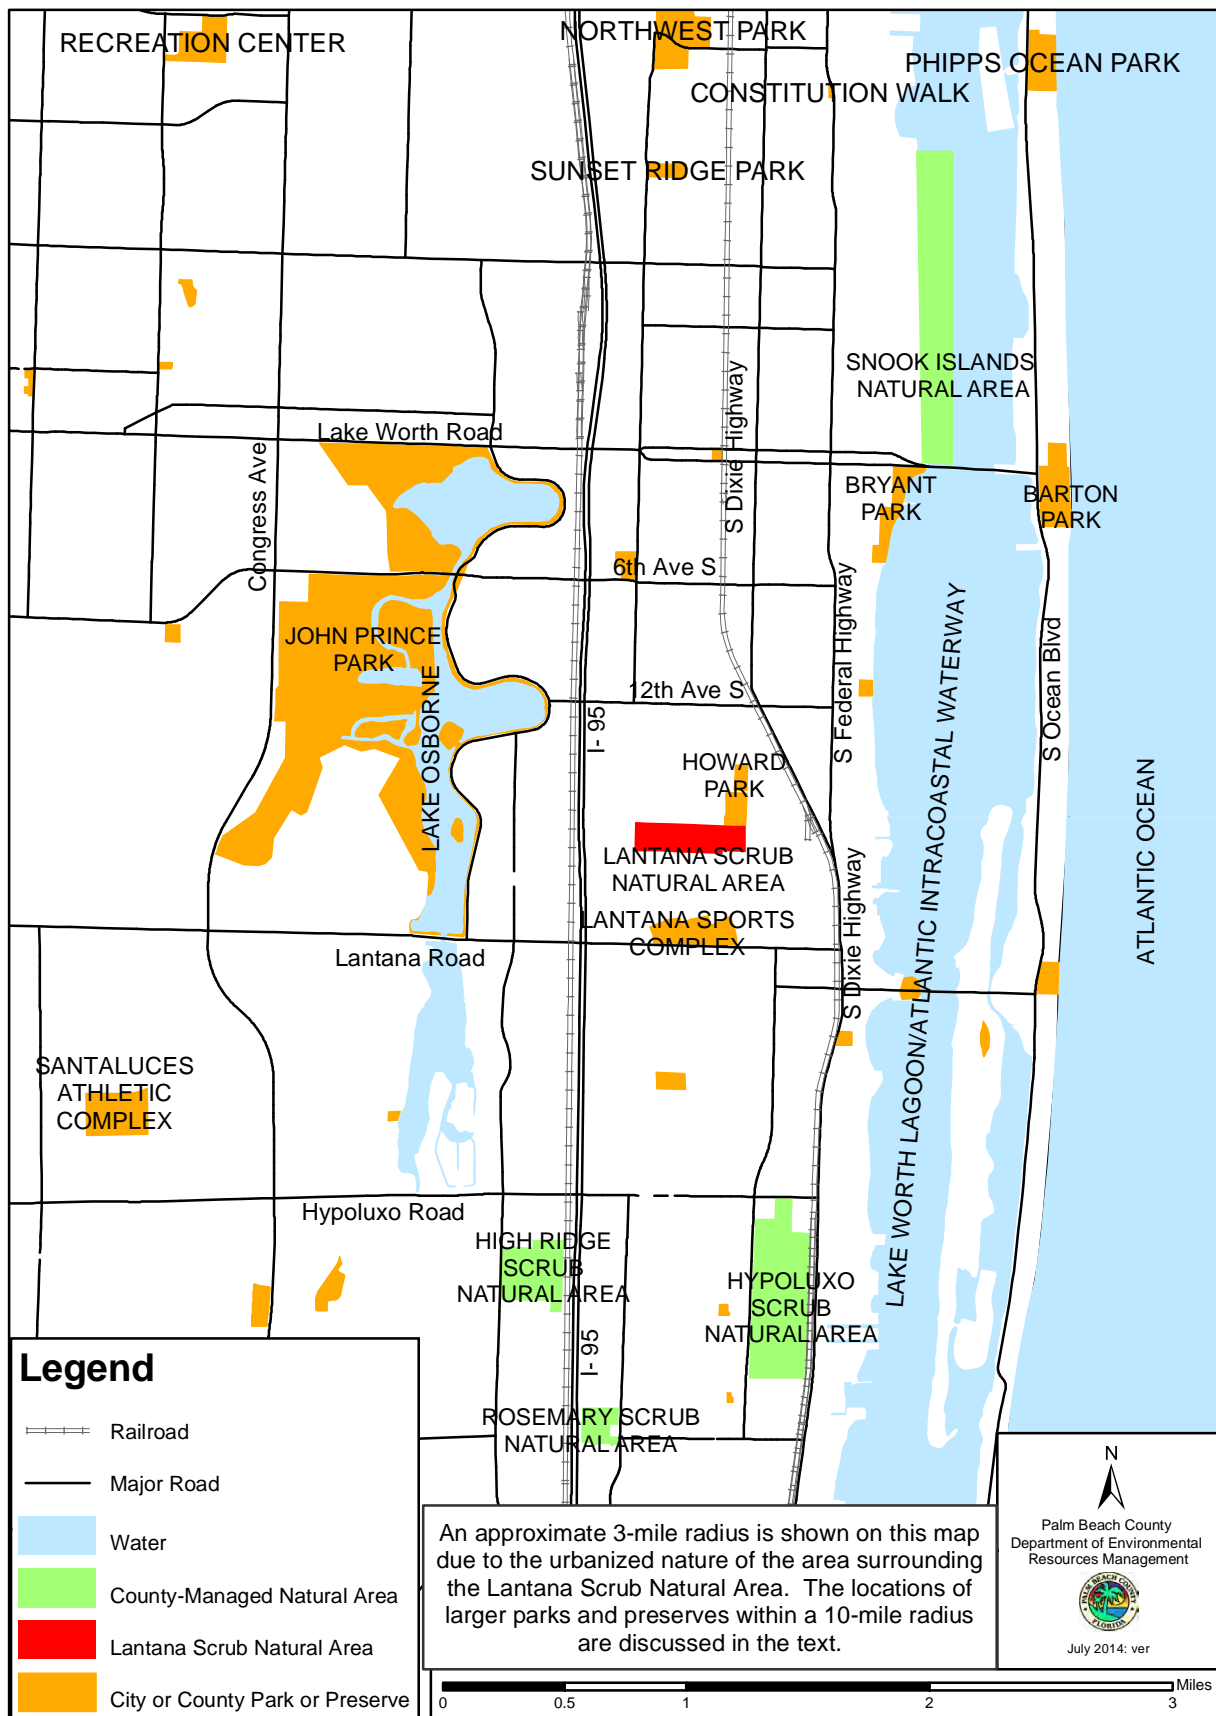 RECREATION CENTER
NORTHWEST PARK
PHIPPS OCEAN PARK
CONSTITUTION WALK
SUNSET RIDGE PARK
SNOOK ISLANDS
NATURAL AREA
S Dixie Highway
Lake Worth Road
Congress Ave
BRYANT
PARK
BARTON
PARK
6th Ave S
JOHN PRINCE
PARK
LAKE OSBORNE
12th Ave S
I- 95
S Federal Highway
LAKE WORTH LAGOON/ATLANTIC INTRACOASTAL WATERWAY
S Ocean Blvd
ATLANTIC OCEAN
HOWARD
PARK
LANTANA SCRUB
NATURAL AREA
LANTANA SPORTS
COMPLEX
S Dixie Highway
Lantana Road
SANTALUCES
ATHLETIC
COMPLEX
Hypoluxo Road
HIGH RIDGE
SCRUB
NATURAL AREA
HYPOLUXO
SCRUB
NATURAL AREA
I- 95
ROSEMARY SCRUB
NATURAL AREA
Legend
Railroad
Major Road
Water
County-Managed Natural Area
Lantana Scrub Natural Area
City or County Park or Preserve
An approximate 3-mile radius is shown on this map
due to the urbanized nature of the area surrounding
the Lantana Scrub Natural Area. The locations of
larger parks and preserves within a 10-mile radius
are discussed in the text.
N
Palm Beach County
Department of Environmental
Resources Management
PALM BEACH COUNTY
FLORIDA
July 2014: ver
Miles
0 0.5 1 2 3